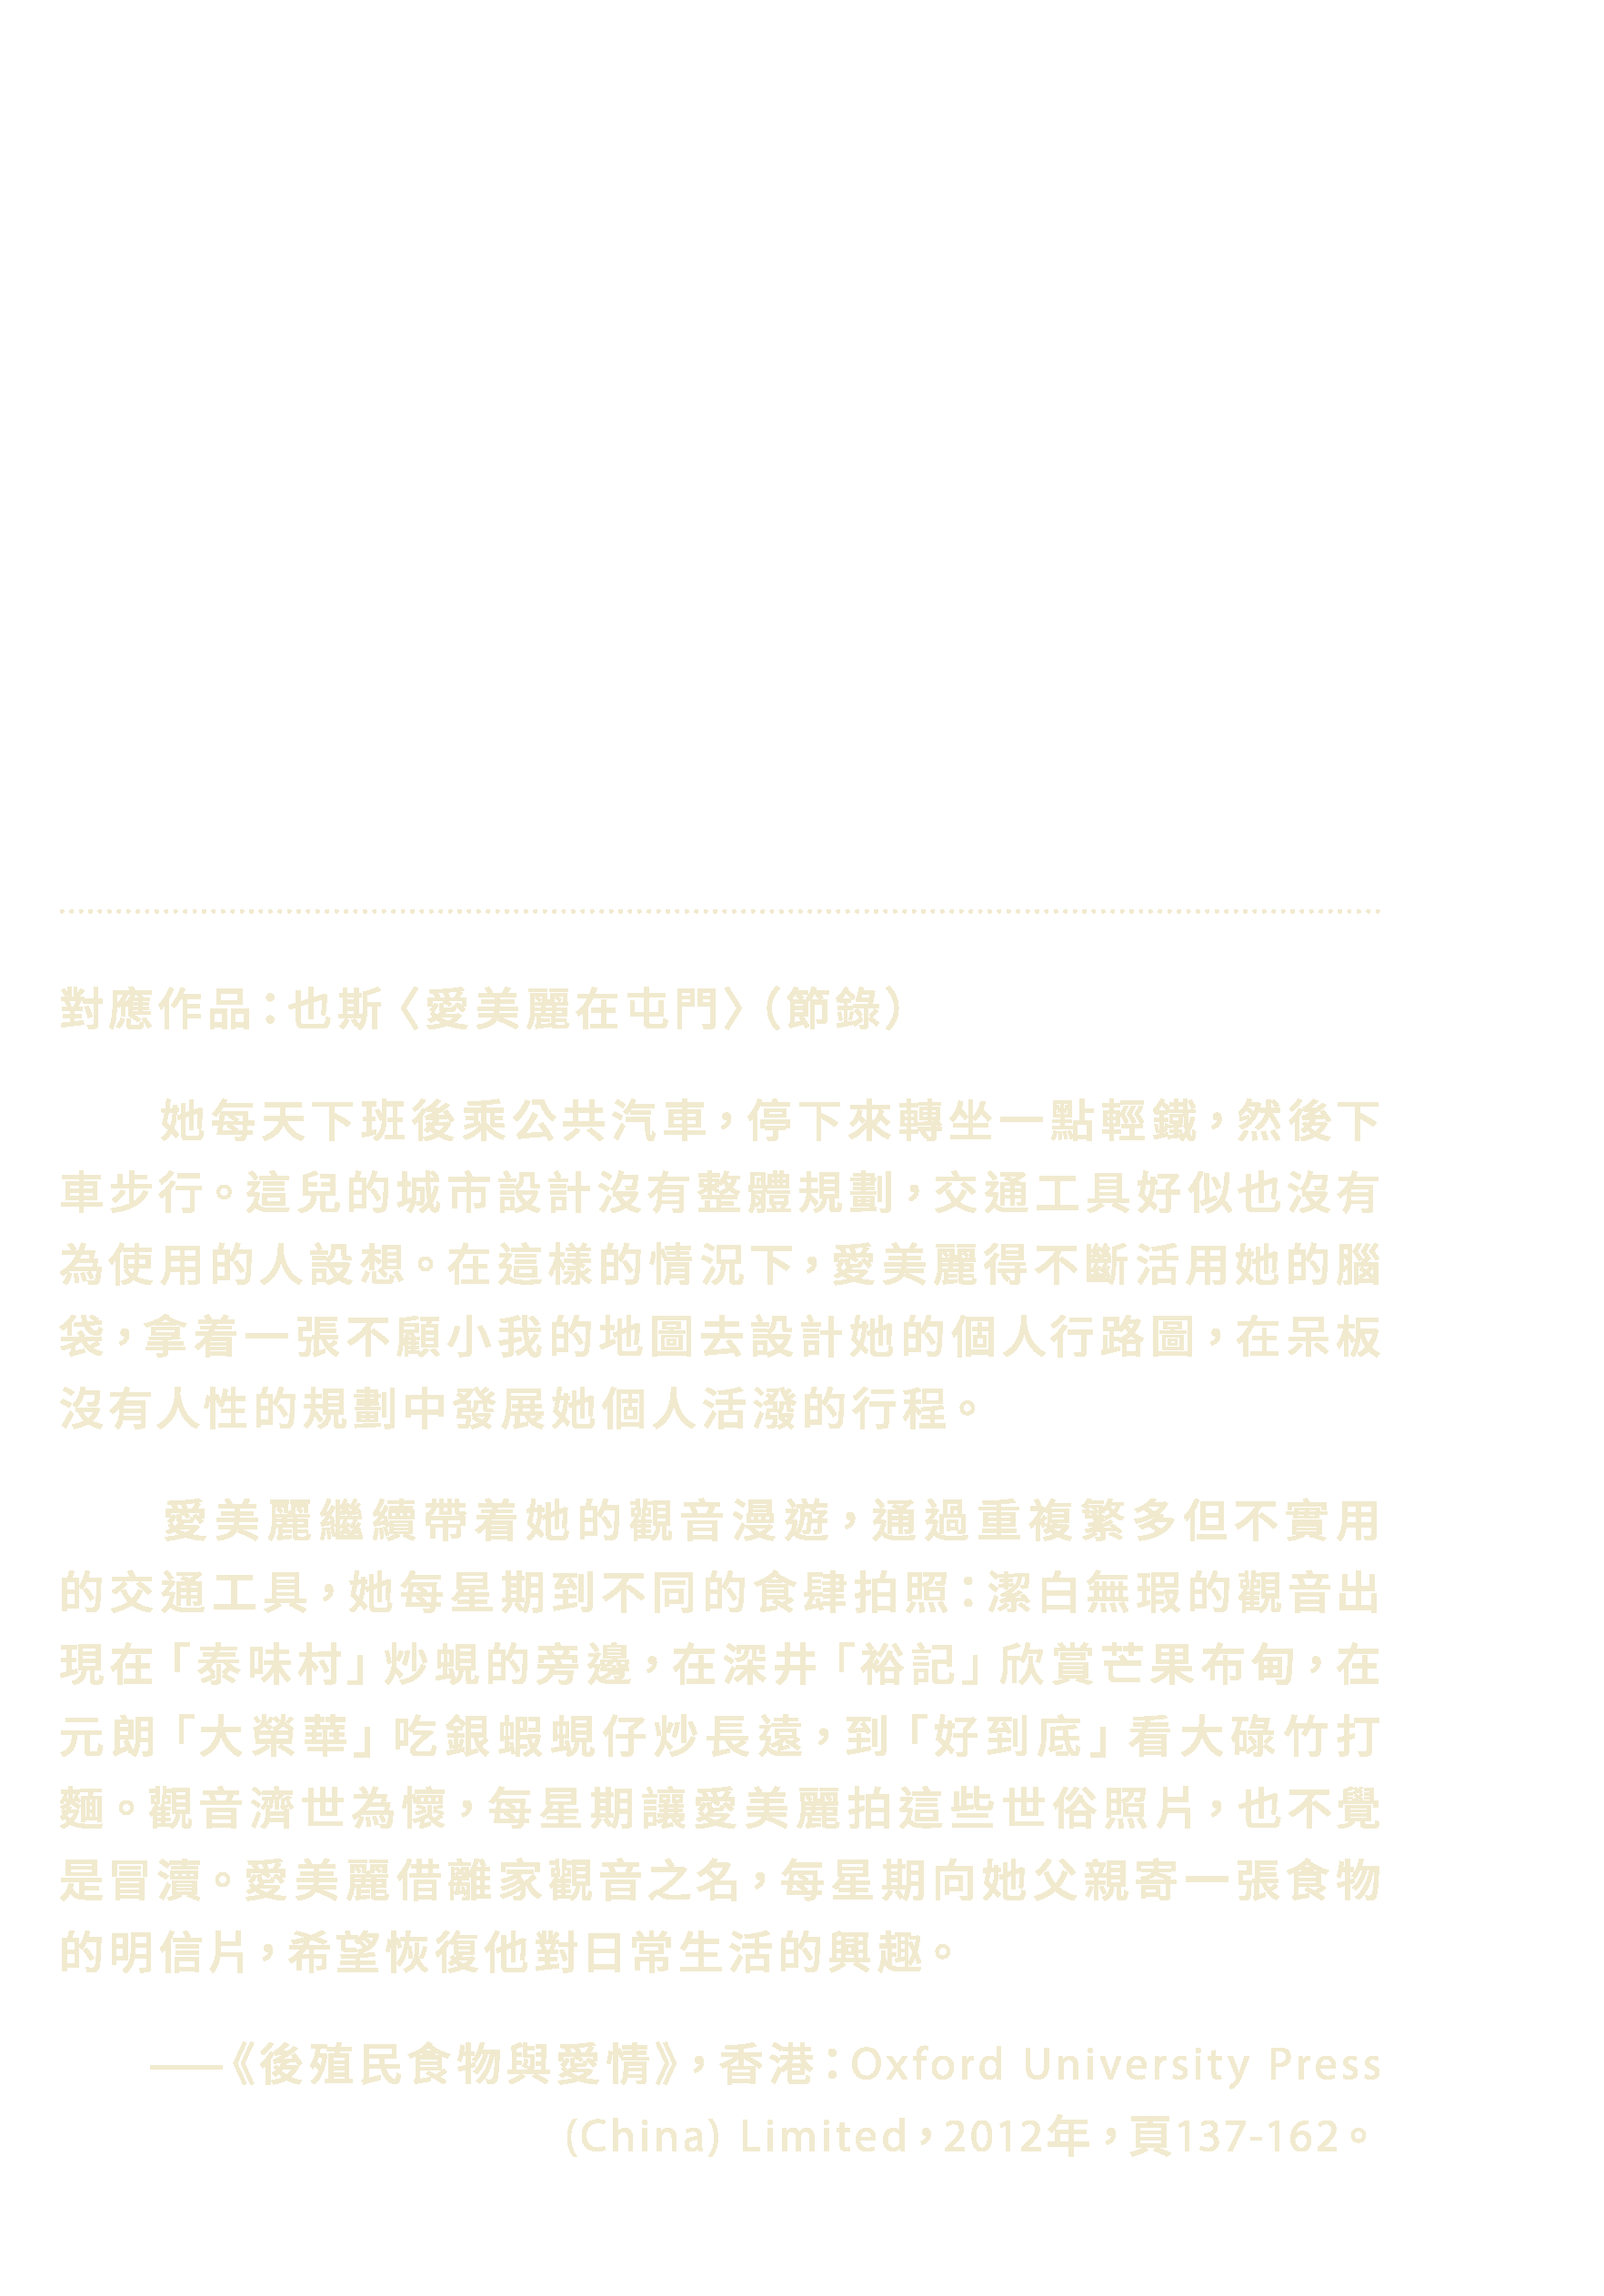 對應作品：也斯〈愛美麗在屯門〉（節錄）
她每天下班後乘公共汽車，停下來轉坐一點輕鐵，然後下
車步行。這兒的城市設計沒有整體規劃，交通工具好似也沒有
為使用的人設想。在這樣的情況下，愛美麗得不斷活用她的腦
袋，拿着一張不顧小我的地圖去設計她的個人行路圖，在呆板
沒有人性的規劃中發展她個人活潑的行程。
愛美麗繼續帶着她的觀音漫遊，通過重複繁多但不實用
的交通工具，她每星期到不同的食肆拍照：潔白無瑕的觀音出
現在「泰味村」炒蜆的旁邊，在深井「裕記」欣賞芒果布甸，在
元朗「大榮華」吃銀蝦蜆仔炒長遠，到「好到底」看大碌竹打
麵。觀音濟世為懷，每星期讓愛美麗拍這些世俗照片，也不覺
是冒瀆。愛美麗借離家觀音之名，每星期向她父親寄一張食物
的明信片，希望恢復他對日常生活的興趣。
——《後殖民食物與愛情》，香港：Oxford University Press
(China) Limited，2012年，頁137-162。